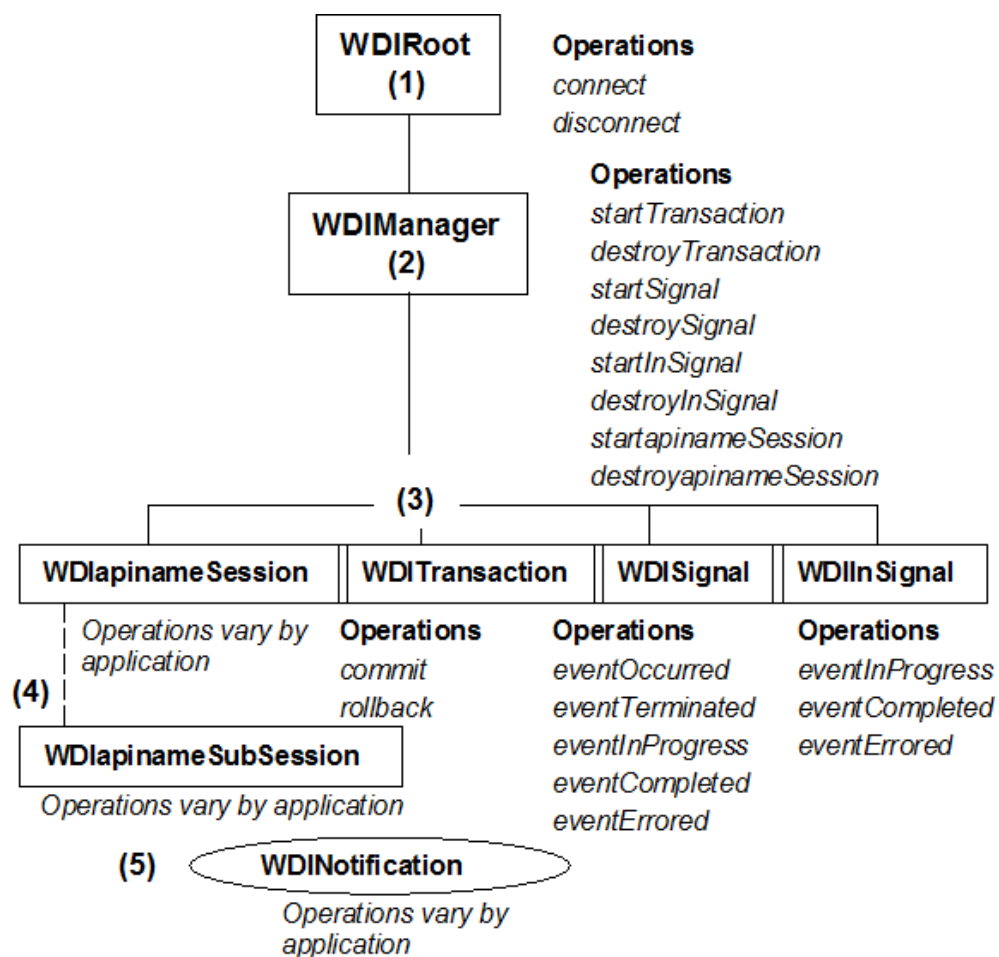 WDIRoot
(1)
Operations
connect
disconnect
WDIManager
(2)
Operations
startTransaction
destroyTransaction
startSignal
destroySignal
startInSignal
destroyInSignal
startapinameSession
destroyapinameSession
(3)
WDIapinameSession
Operations vary by
application
WDITransaction
Operations
commit
rollback
WDISignal
Operations
eventOccurred
eventTerminated
eventInProgress
eventCompleted
eventErrored
WDIInSignal
Operations
eventInProgress
eventCompleted
eventErrored
(4)
WDIapinameSubSession
Operations vary by application
(5)
WDINotification
Operations vary by
application